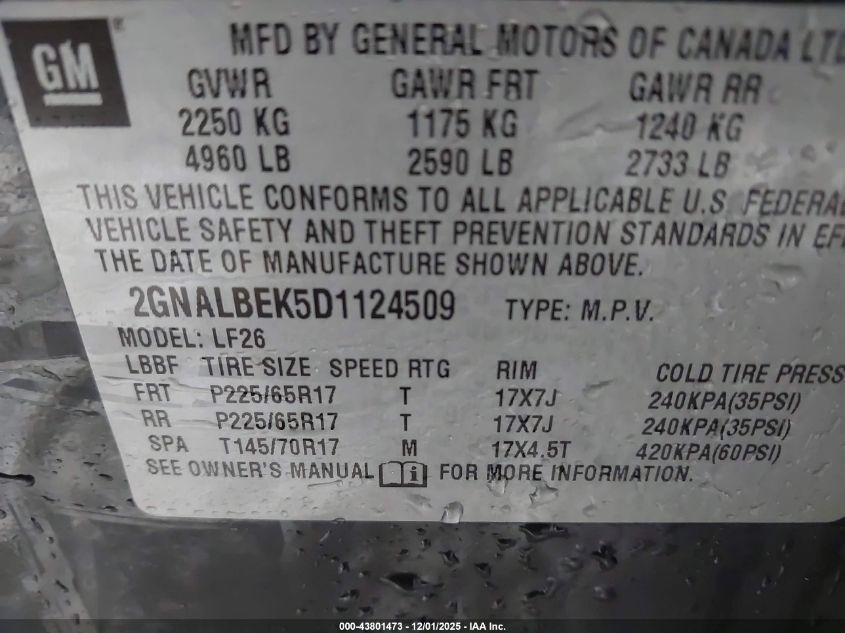 GM
MFD BY GENERAL MOTORS OF CANADA LTD
GVWR GAWR FRT GAWR RR
2250 KG 1175 KG 1240 KG
4960 LB 2590 LB 2733 LB
THIS VEHICLE CONFORMS TO ALL APPLICABLE U.S. FEDERAL
VEHICLE SAFETY AND THEFT PREVENTION STANDARDS IN EF
THE DATE OF MANUFACTURE SHOWN ABOVE.
2GNALBEK5D1124509 TYPE: M.P.V.
MODEL: LF26
LBBF TIRE SIZE SPEED RTG RIM COLD TIRE PRESS
FRT P225/65R17 T 17X7J 240KPA(35PSI)
RR P225/65R17 T 17X7J 240KPA(35PSI)
SPA T145/70R17 M 17X4.5T 420KPA(60PSI)
SEE OWNER'S MANUAL i FOR MORE INFORMATION.
000-43801473 - 12/01/2025 - IAA Inc.